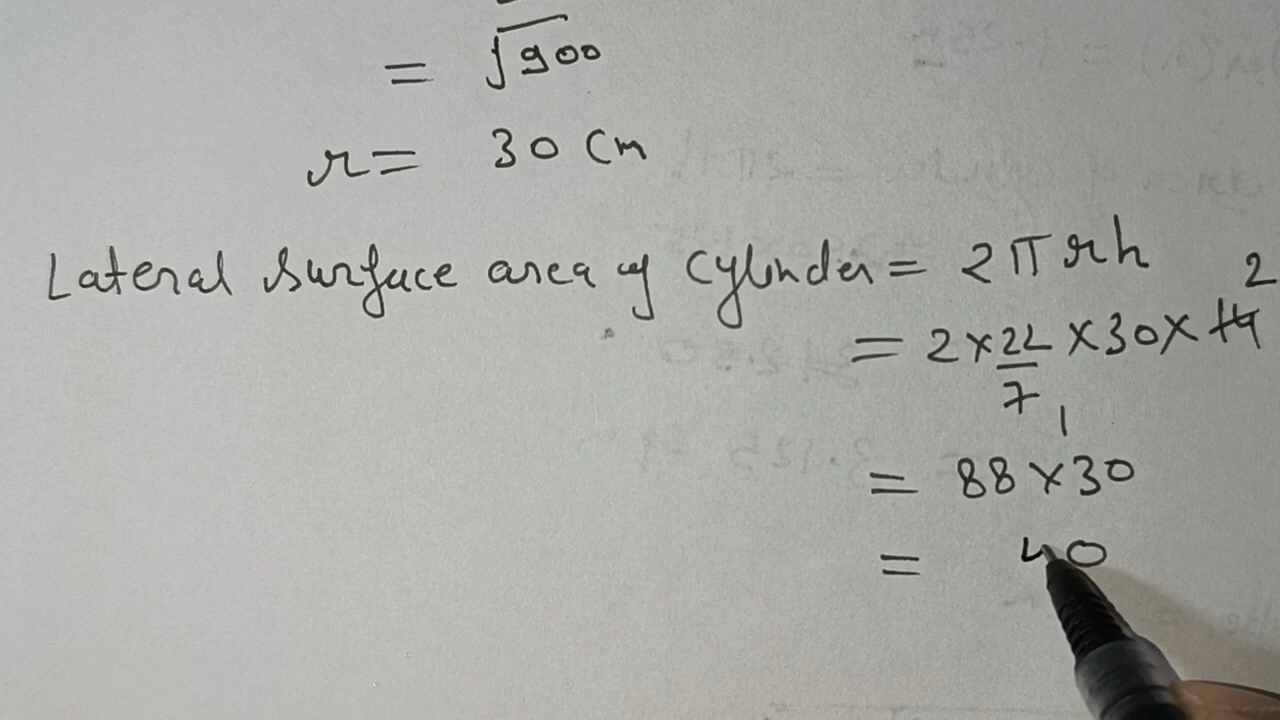 = √900
r = 30 Cm
Lateral surface area of Cylinder = 2πrh
= 2 × 22/7 × 30 × 14 2
1
= 88 × 30
= 40